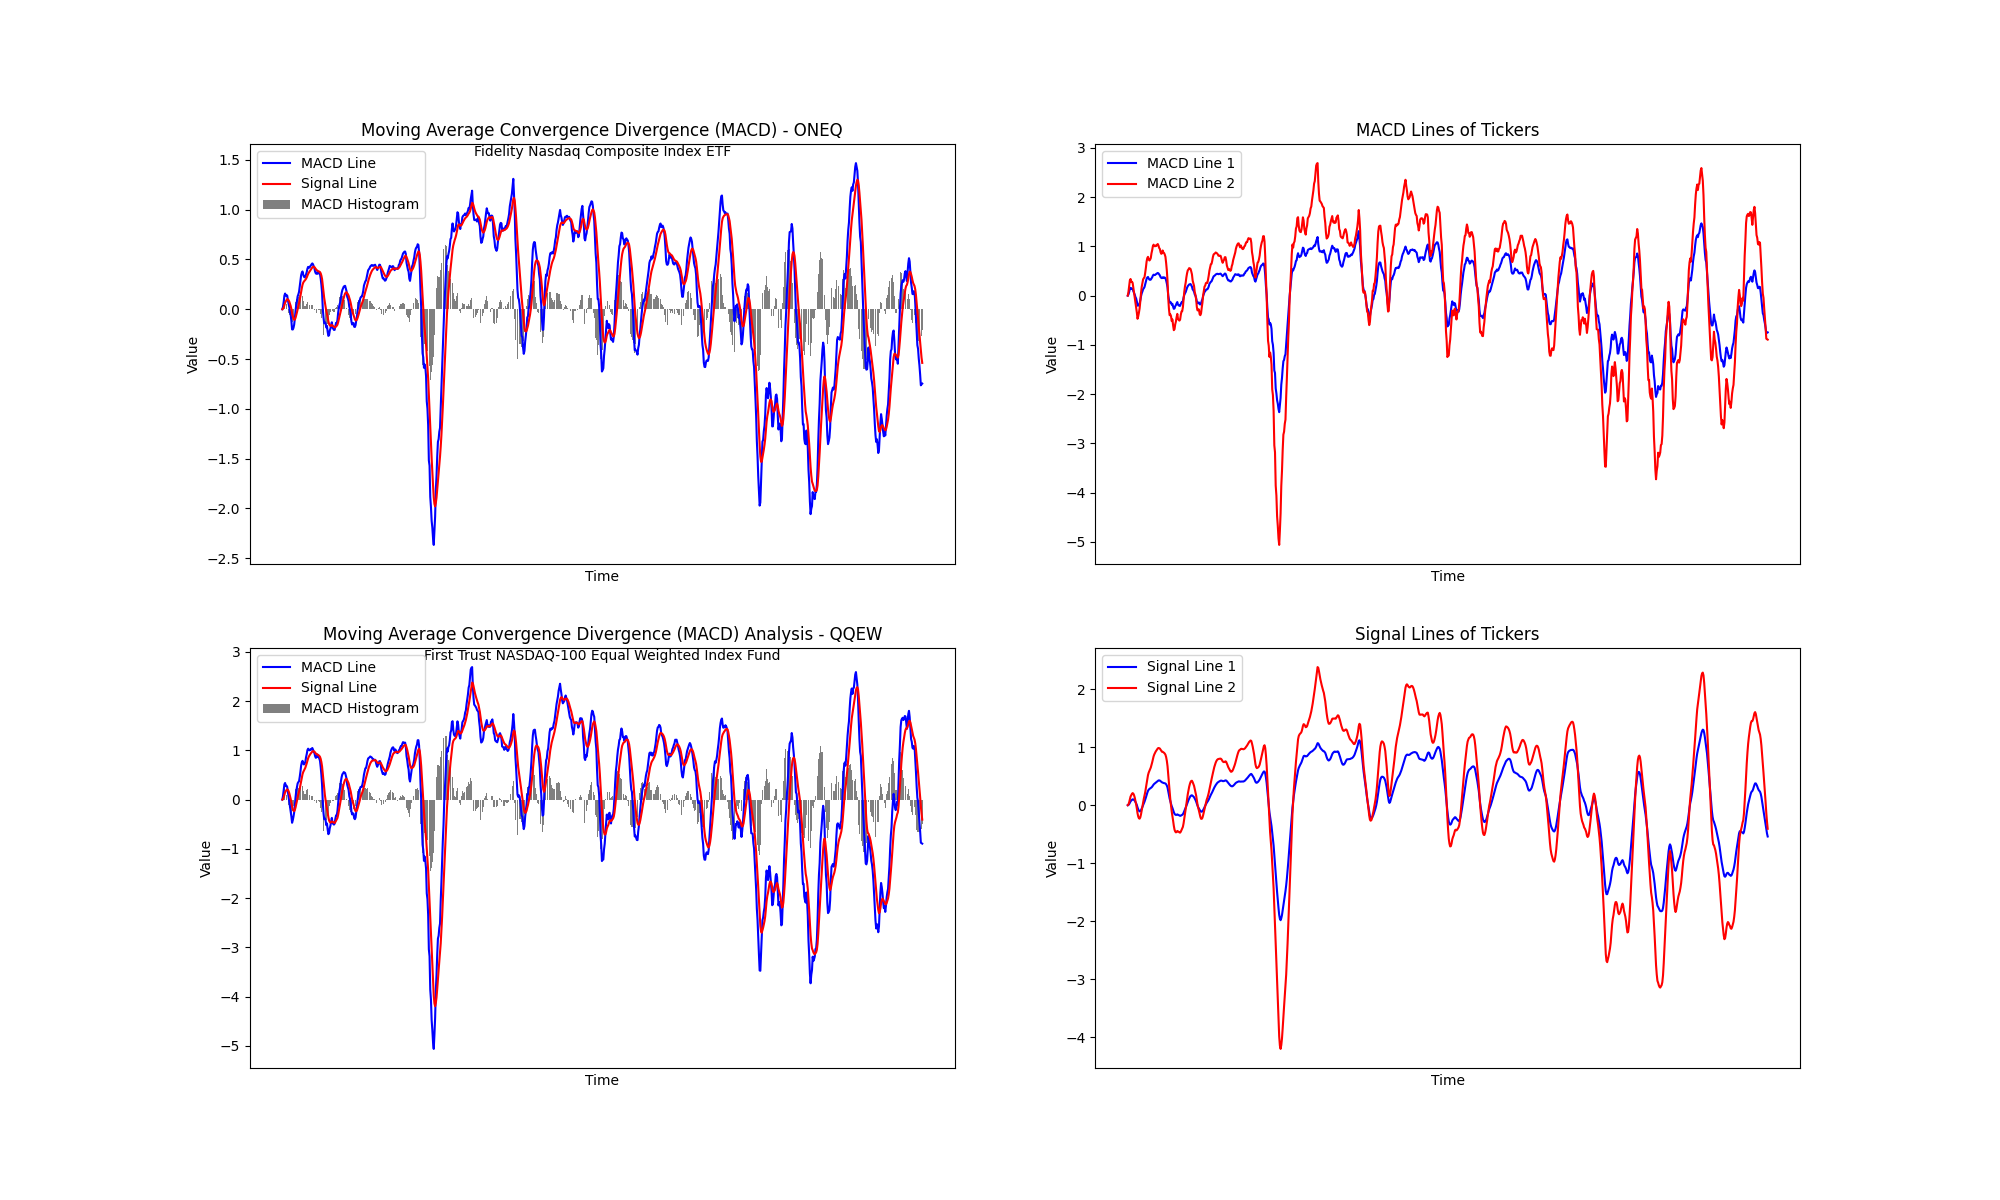 Moving Average Convergence Divergence (MACD) - ONEQ
Fidelity Nasdaq Composite Index ETF
MACD Line
Signal Line
MACD Histogram
1.5
1.0
0.5
0.0
−0.5
−1.0
−1.5
−2.0
−2.5
Value
Time
MACD Lines of Tickers
MACD Line 1
MACD Line 2
3
2
1
0
−1
−2
−3
−4
−5
Value
Time
Moving Average Convergence Divergence (MACD) Analysis - QQEW
First Trust NASDAQ-100 Equal Weighted Index Fund
MACD Line
Signal Line
MACD Histogram
3
2
1
0
−1
−2
−3
−4
−5
Value
Time
Signal Lines of Tickers
Signal Line 1
Signal Line 2
2
1
0
−1
−2
−3
−4
Value
Time